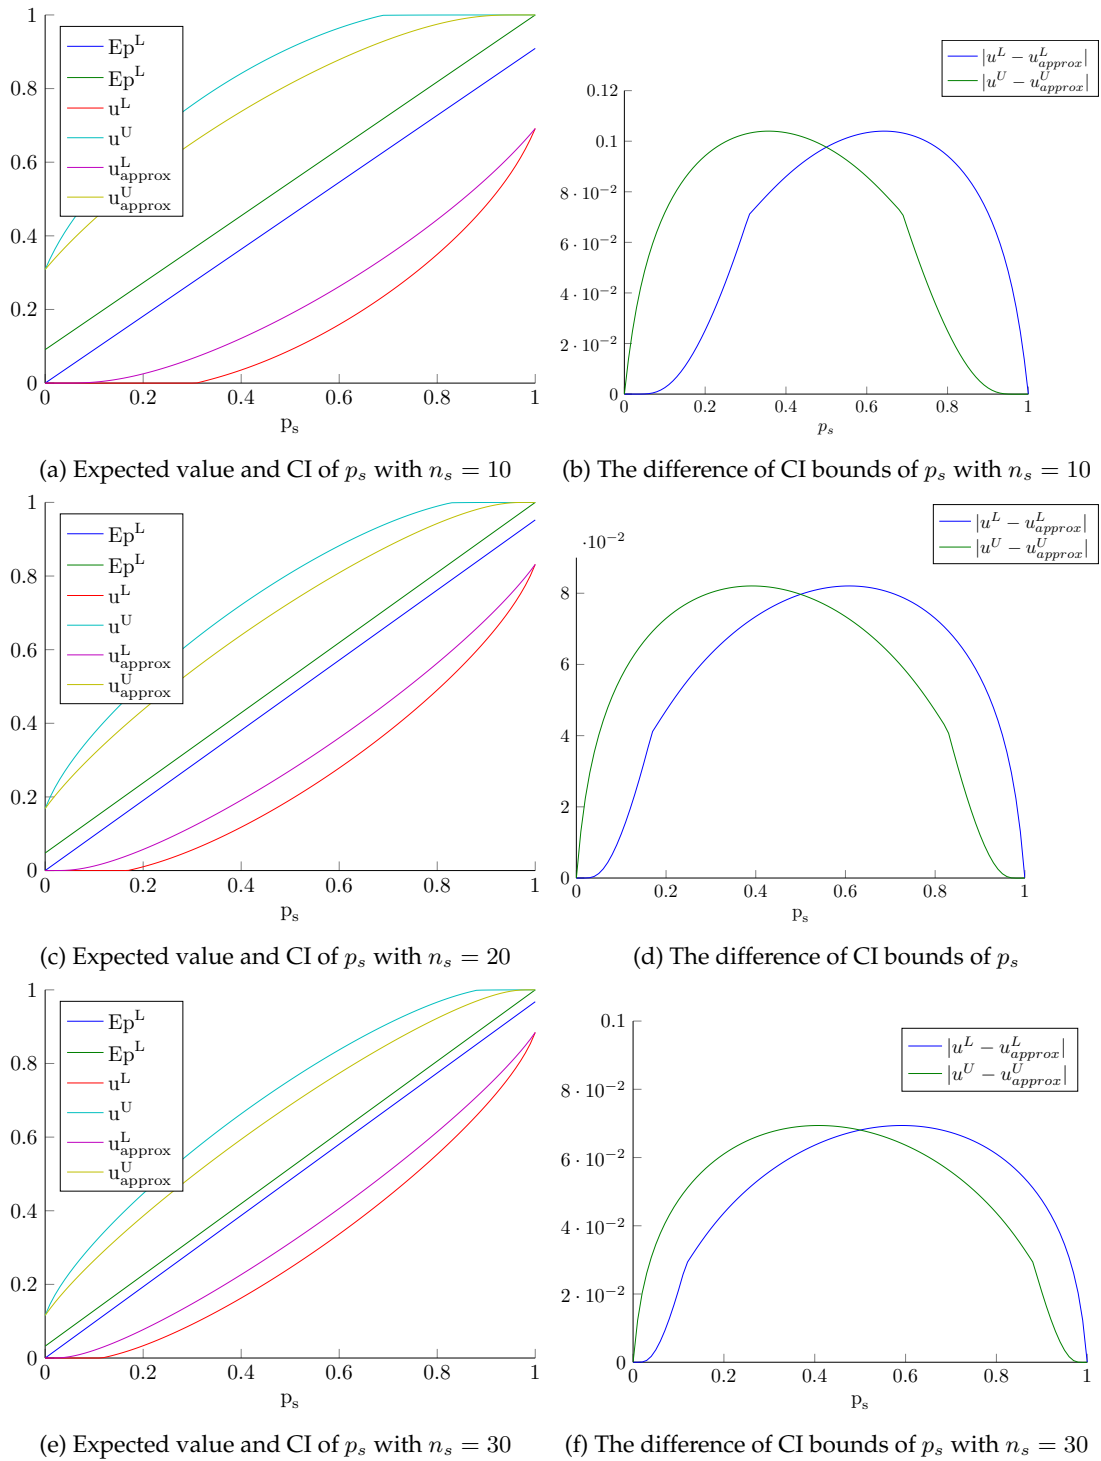 1
0.8
0.6
0.4
0.2
0
0 0.2 0.4 0.6 0.8 1
p_s
Ep^L
Ep^L
u^L
u^U
u^L_approx
u^U_approx
(a) Expected value and CI of p_s with n_s = 10
|u^L − u^L_approx|
|u^U − u^U_approx|
0.12
0.1
8 · 10^−2
6 · 10^−2
4 · 10^−2
2 · 10^−2
0
0 0.2 0.4 0.6 0.8 1
p_s
(b) The difference of CI bounds of p_s with n_s = 10
1
0.8
0.6
0.4
0.2
0
0 0.2 0.4 0.6 0.8 1
p_s
Ep^L
Ep^L
u^L
u^U
u^L_approx
u^U_approx
(c) Expected value and CI of p_s with n_s = 20
|u^L − u^L_approx|
|u^U − u^U_approx|
·10^−2
8
6
4
2
0
0 0.2 0.4 0.6 0.8 1
p_s
(d) The difference of CI bounds of p_s
1
0.8
0.6
0.4
0.2
0
0 0.2 0.4 0.6 0.8 1
p_s
Ep^L
Ep^L
u^L
u^U
u^L_approx
u^U_approx
(e) Expected value and CI of p_s with n_s = 30
|u^L − u^L_approx|
|u^U − u^U_approx|
0.1
8 · 10^−2
6 · 10^−2
4 · 10^−2
2 · 10^−2
0
0 0.2 0.4 0.6 0.8 1
p_s
(f) The difference of CI bounds of p_s with n_s = 30